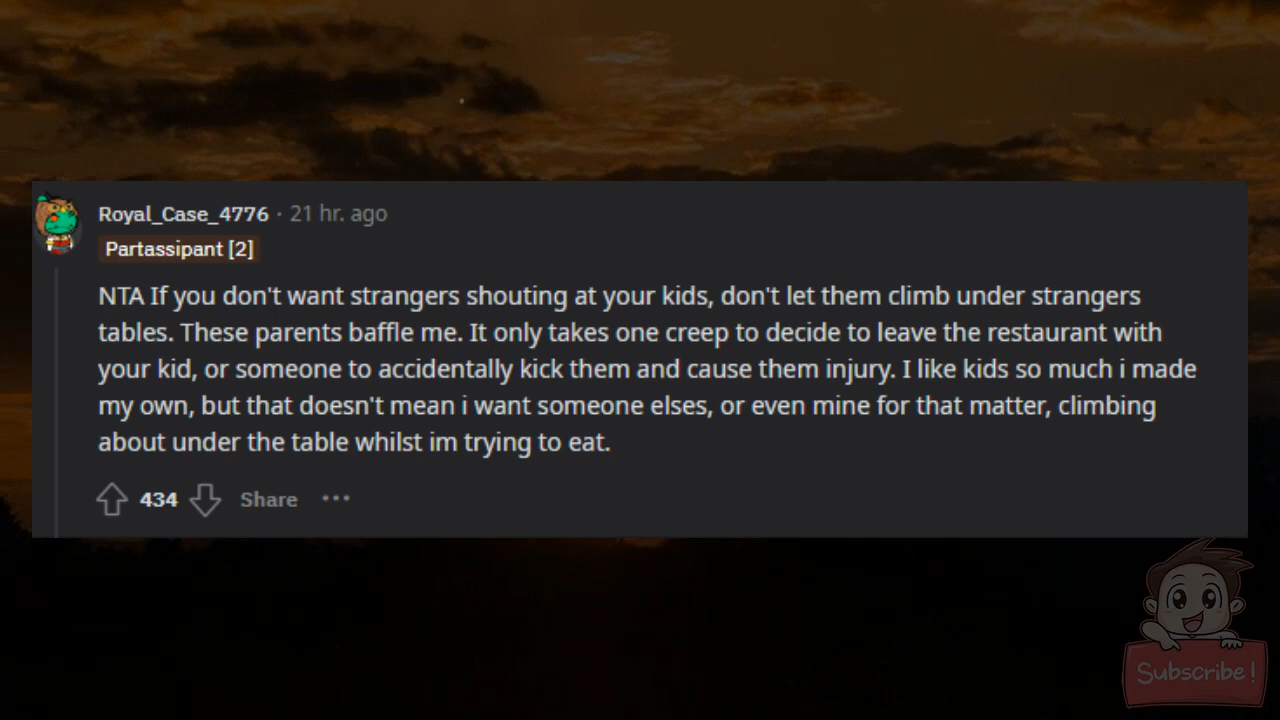 Royal_Case_4776 · 21 hr. ago
Partassipant [2]
NTA If you don't want strangers shouting at your kids, don't let them climb under strangers
tables. These parents baffle me. It only takes one creep to decide to leave the restaurant with
your kid, or someone to accidentally kick them and cause them injury. I like kids so much i made
my own, but that doesn't mean i want someone elses, or even mine for that matter, climbing
about under the table whilst im trying to eat.
434 Share ···
Subscribe!